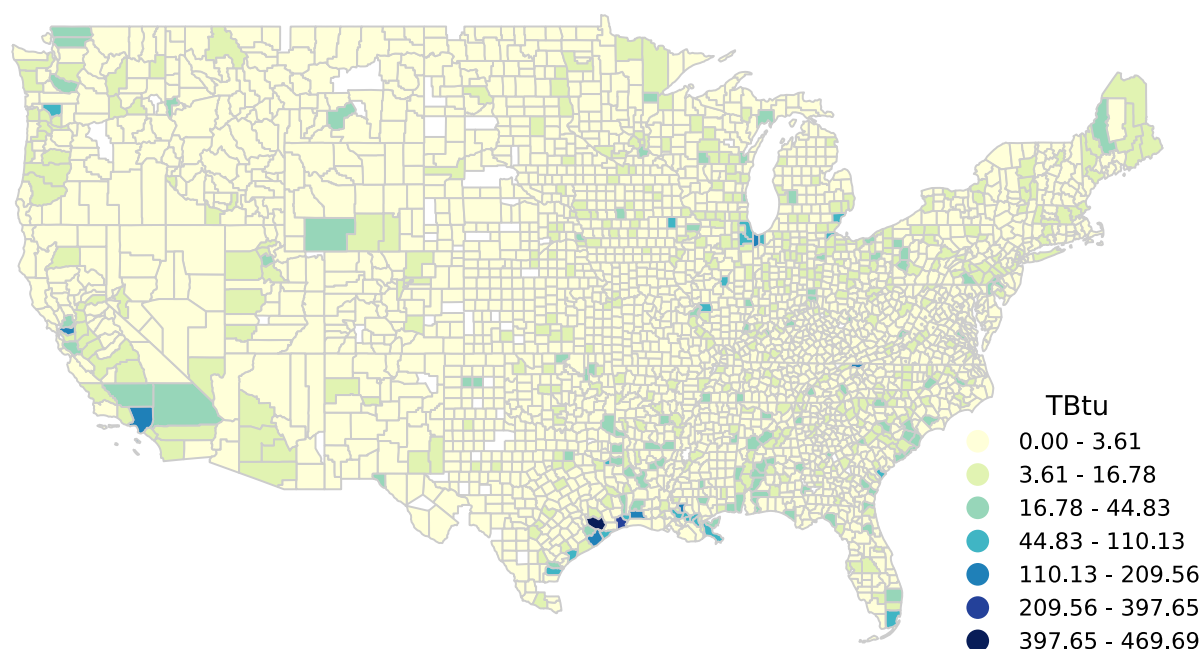 TBtu
0.00 - 3.61
3.61 - 16.78
16.78 - 44.83
44.83 - 110.13
110.13 - 209.56
209.56 - 397.65
397.65 - 469.69